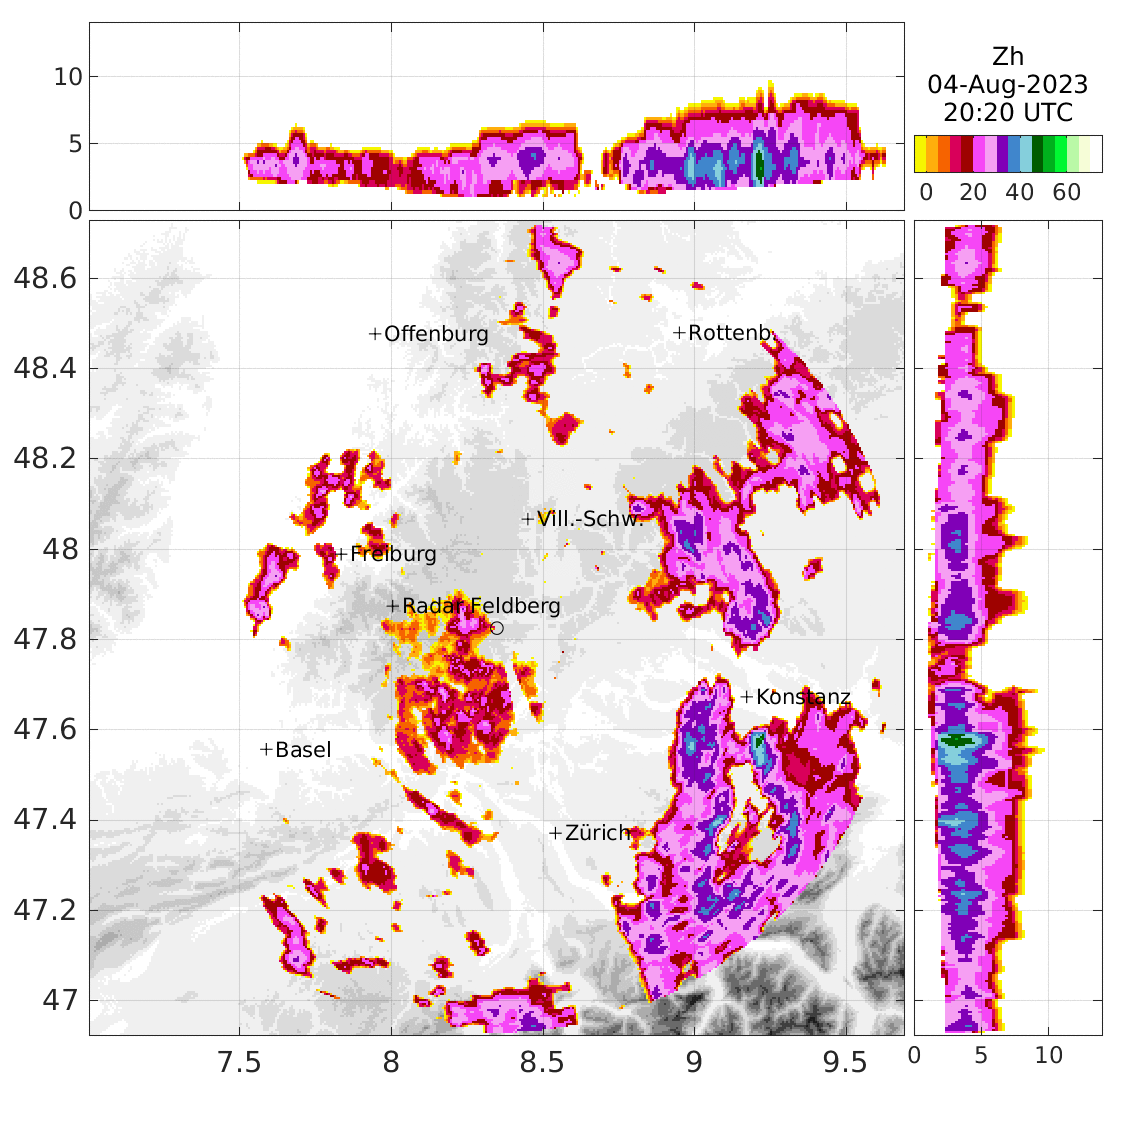 10
5
0
Zh
04-Aug-2023
20:20 UTC
0 20 40 60
48.6
48.4
48.2
48
47.8
47.6
47.4
47.2
47
+Offenburg
+Rottenb.
+Vill.-Schw.
+Freiburg
+Radar Feldberg
+Konstanz
+Basel
+Zürich
7.5 8 8.5 9 9.5
0 5 10